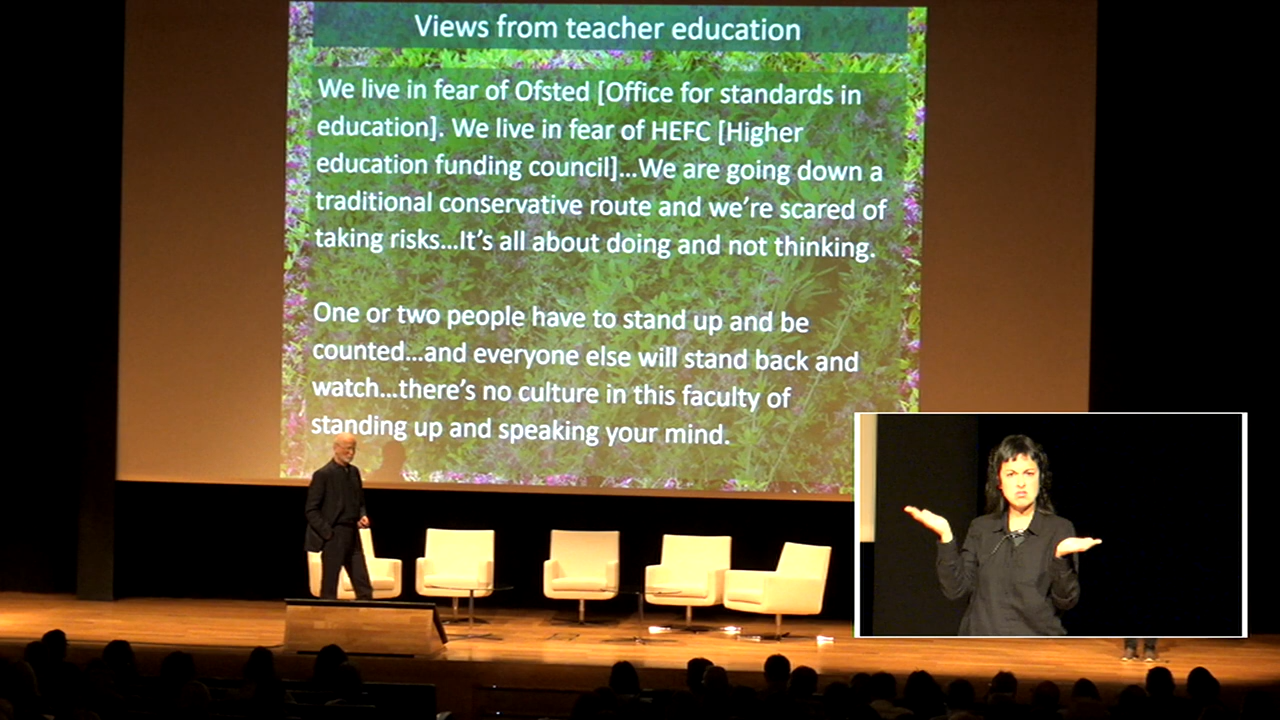 Views from teacher education
We live in fear of Ofsted [Office for standards in
education]. We live in fear of HEFC [Higher
education funding council]...We are going down a
traditional conservative route and we're scared of
taking risks...It's all about doing and not thinking.
One or two people have to stand up and be
counted...and everyone else will stand back and
watch...there's no culture in this faculty of
standing up and speaking your mind.